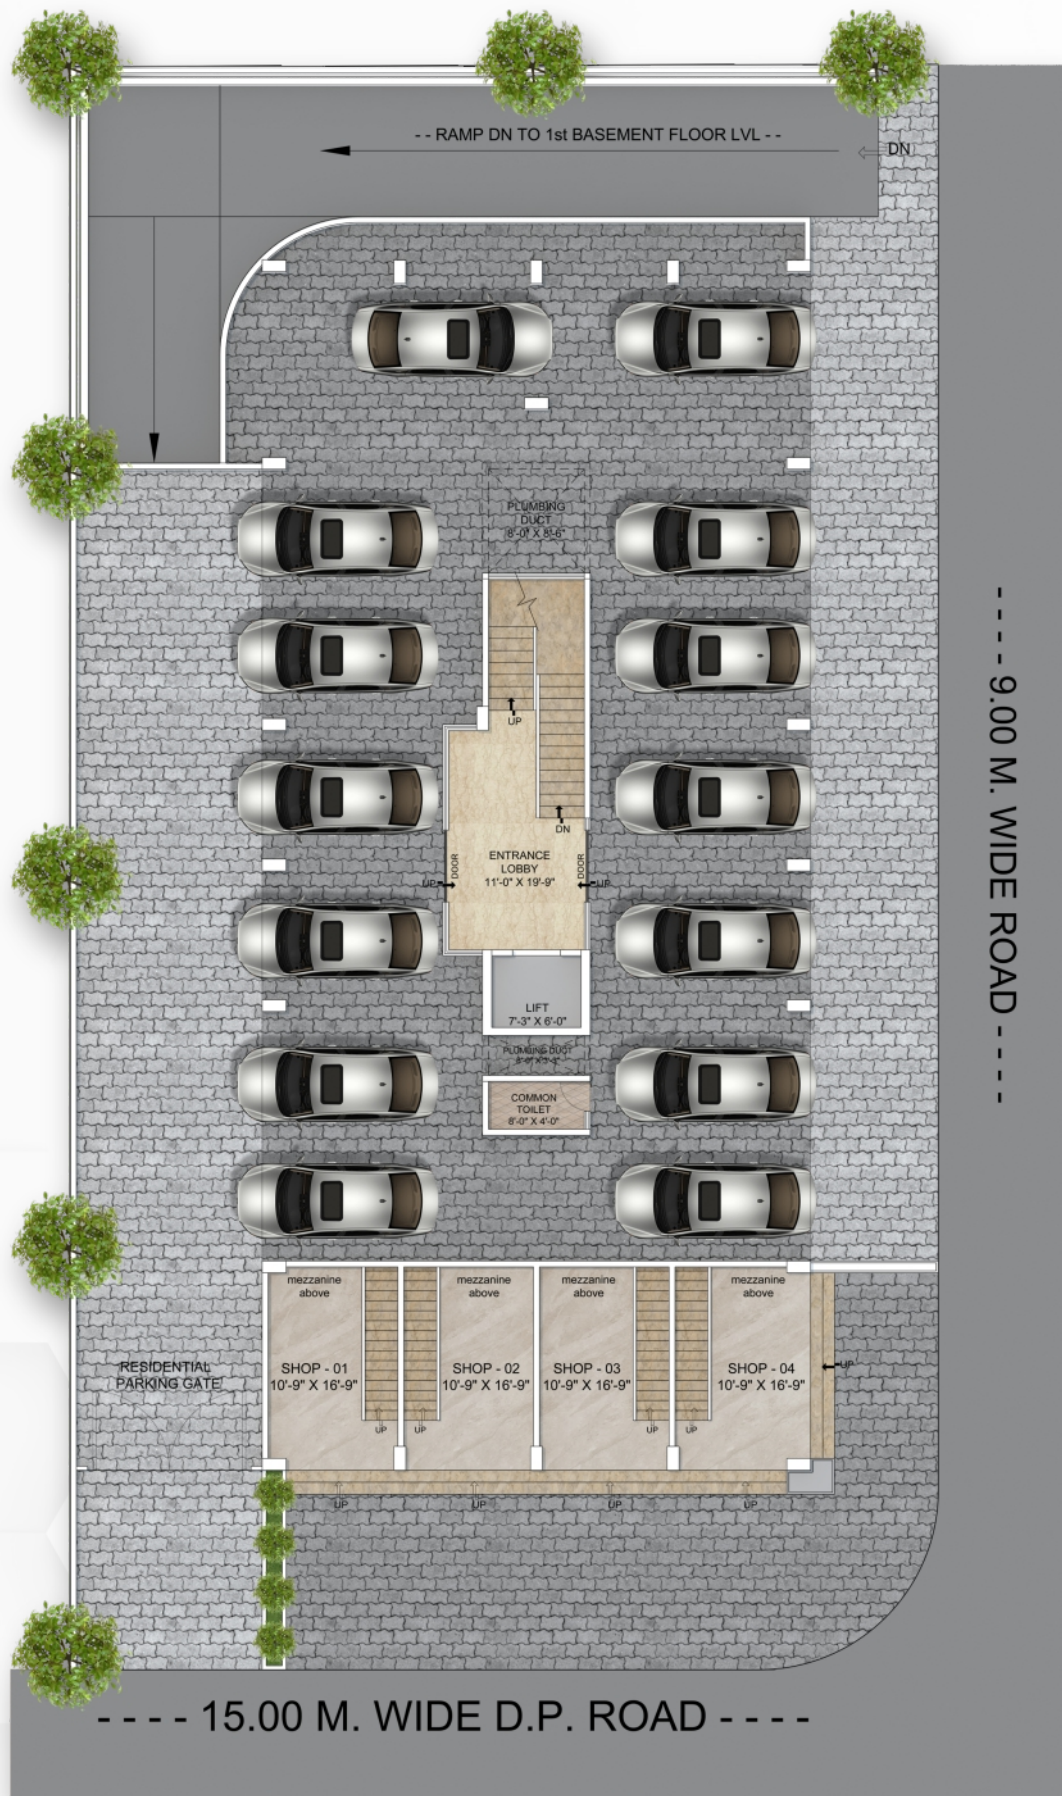 -- RAMP DN TO 1st BASEMENT FLOOR LVL --
DN
PLUMBING
DUCT
8'-0" X 8'-6"
UP
DN
DOOR
DOOR
ENTRANCE
LOBBY
11'-0" X 19'-9"
UP
UP
LIFT
7'-3" X 6'-0"
PLUMBING DUCT
COMMON
TOILET
8'-0" X 4'-0"
---- 9.00 M. WIDE ROAD ----
mezzanine
above
mezzanine
above
mezzanine
above
mezzanine
above
RESIDENTIAL
PARKING GATE
SHOP - 01
10'-9" X 16'-9"
SHOP - 02
10'-9" X 16'-9"
SHOP - 03
10'-9" X 16'-9"
SHOP - 04
10'-9" X 16'-9"
UP
UP
UP
UP
UP
UP
UP
UP
UP
---- 15.00 M. WIDE D.P. ROAD ----